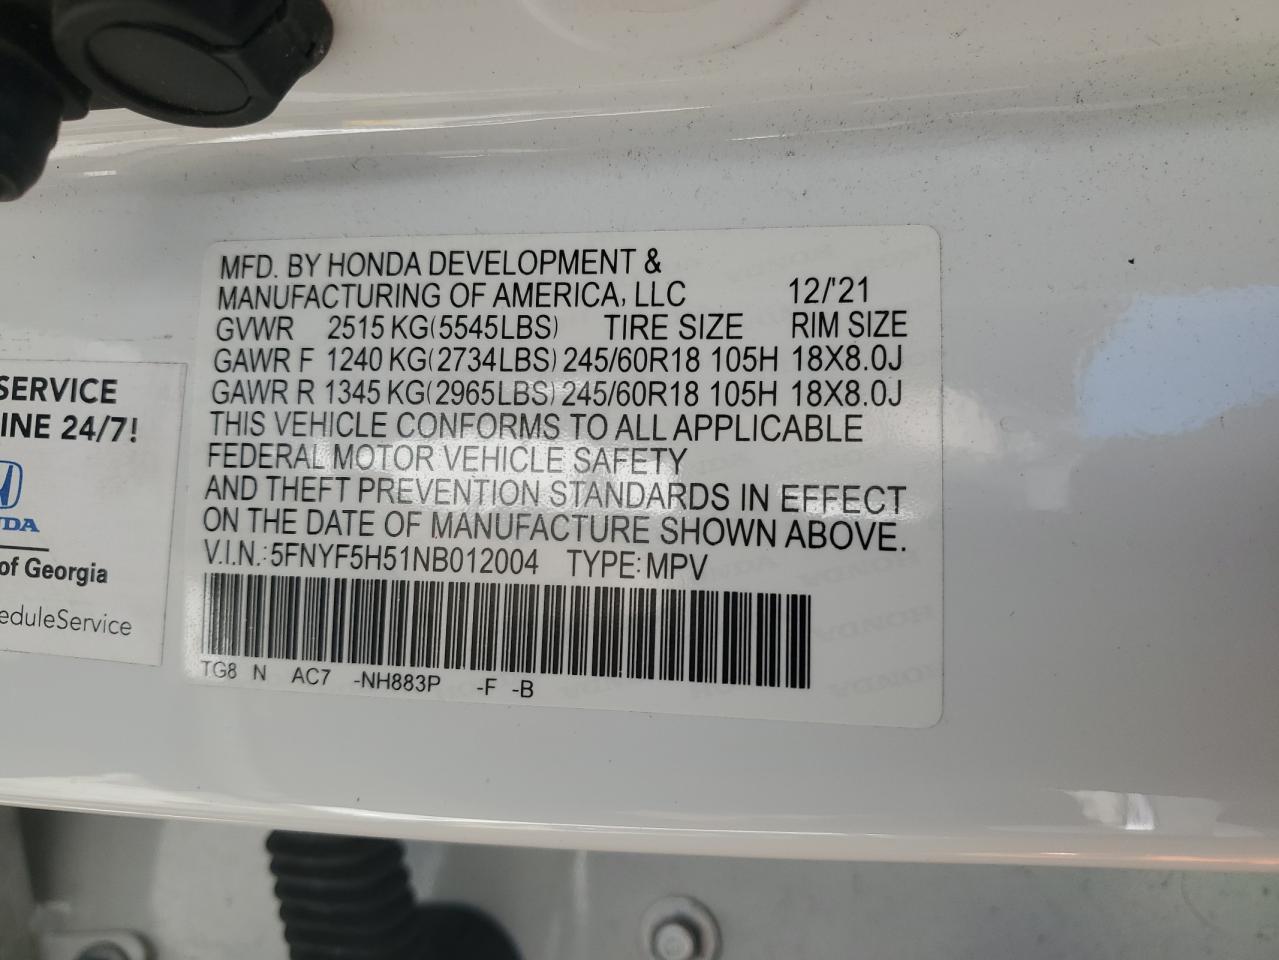 MFD. BY HONDA DEVELOPMENT &
MANUFACTURING OF AMERICA, LLC 12/'21
GVWR 2515 KG(5545LBS) TIRE SIZE RIM SIZE
GAWR F 1240 KG(2734LBS) 245/60R18 105H 18X8.0J
GAWR R 1345 KG(2965LBS) 245/60R18 105H 18X8.0J
THIS VEHICLE CONFORMS TO ALL APPLICABLE
FEDERAL MOTOR VEHICLE SAFETY
AND THEFT PREVENTION STANDARDS IN EFFECT
ON THE DATE OF MANUFACTURE SHOWN ABOVE.
V.I.N.: 5FNYF5H51NB012004 TYPE: MPV
TG8 N AC7 -NH883P -F -B
SERVICE
INE 24/7!
NDA
of Georgia
eduleService